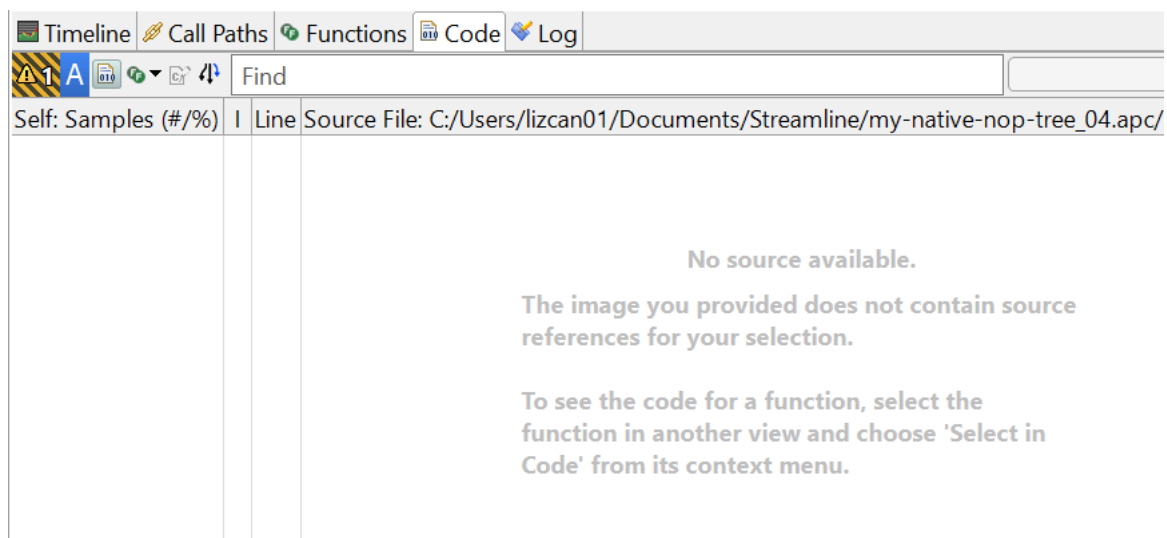 Timeline Call Paths Functions Code Log
1 A Find
Self: Samples (#/%) I Line Source File: C:/Users/lizcan01/Documents/Streamline/my-native-nop-tree_04.apc/
No source available.
The image you provided does not contain source
references for your selection.
To see the code for a function, select the
function in another view and choose 'Select in
Code' from its context menu.